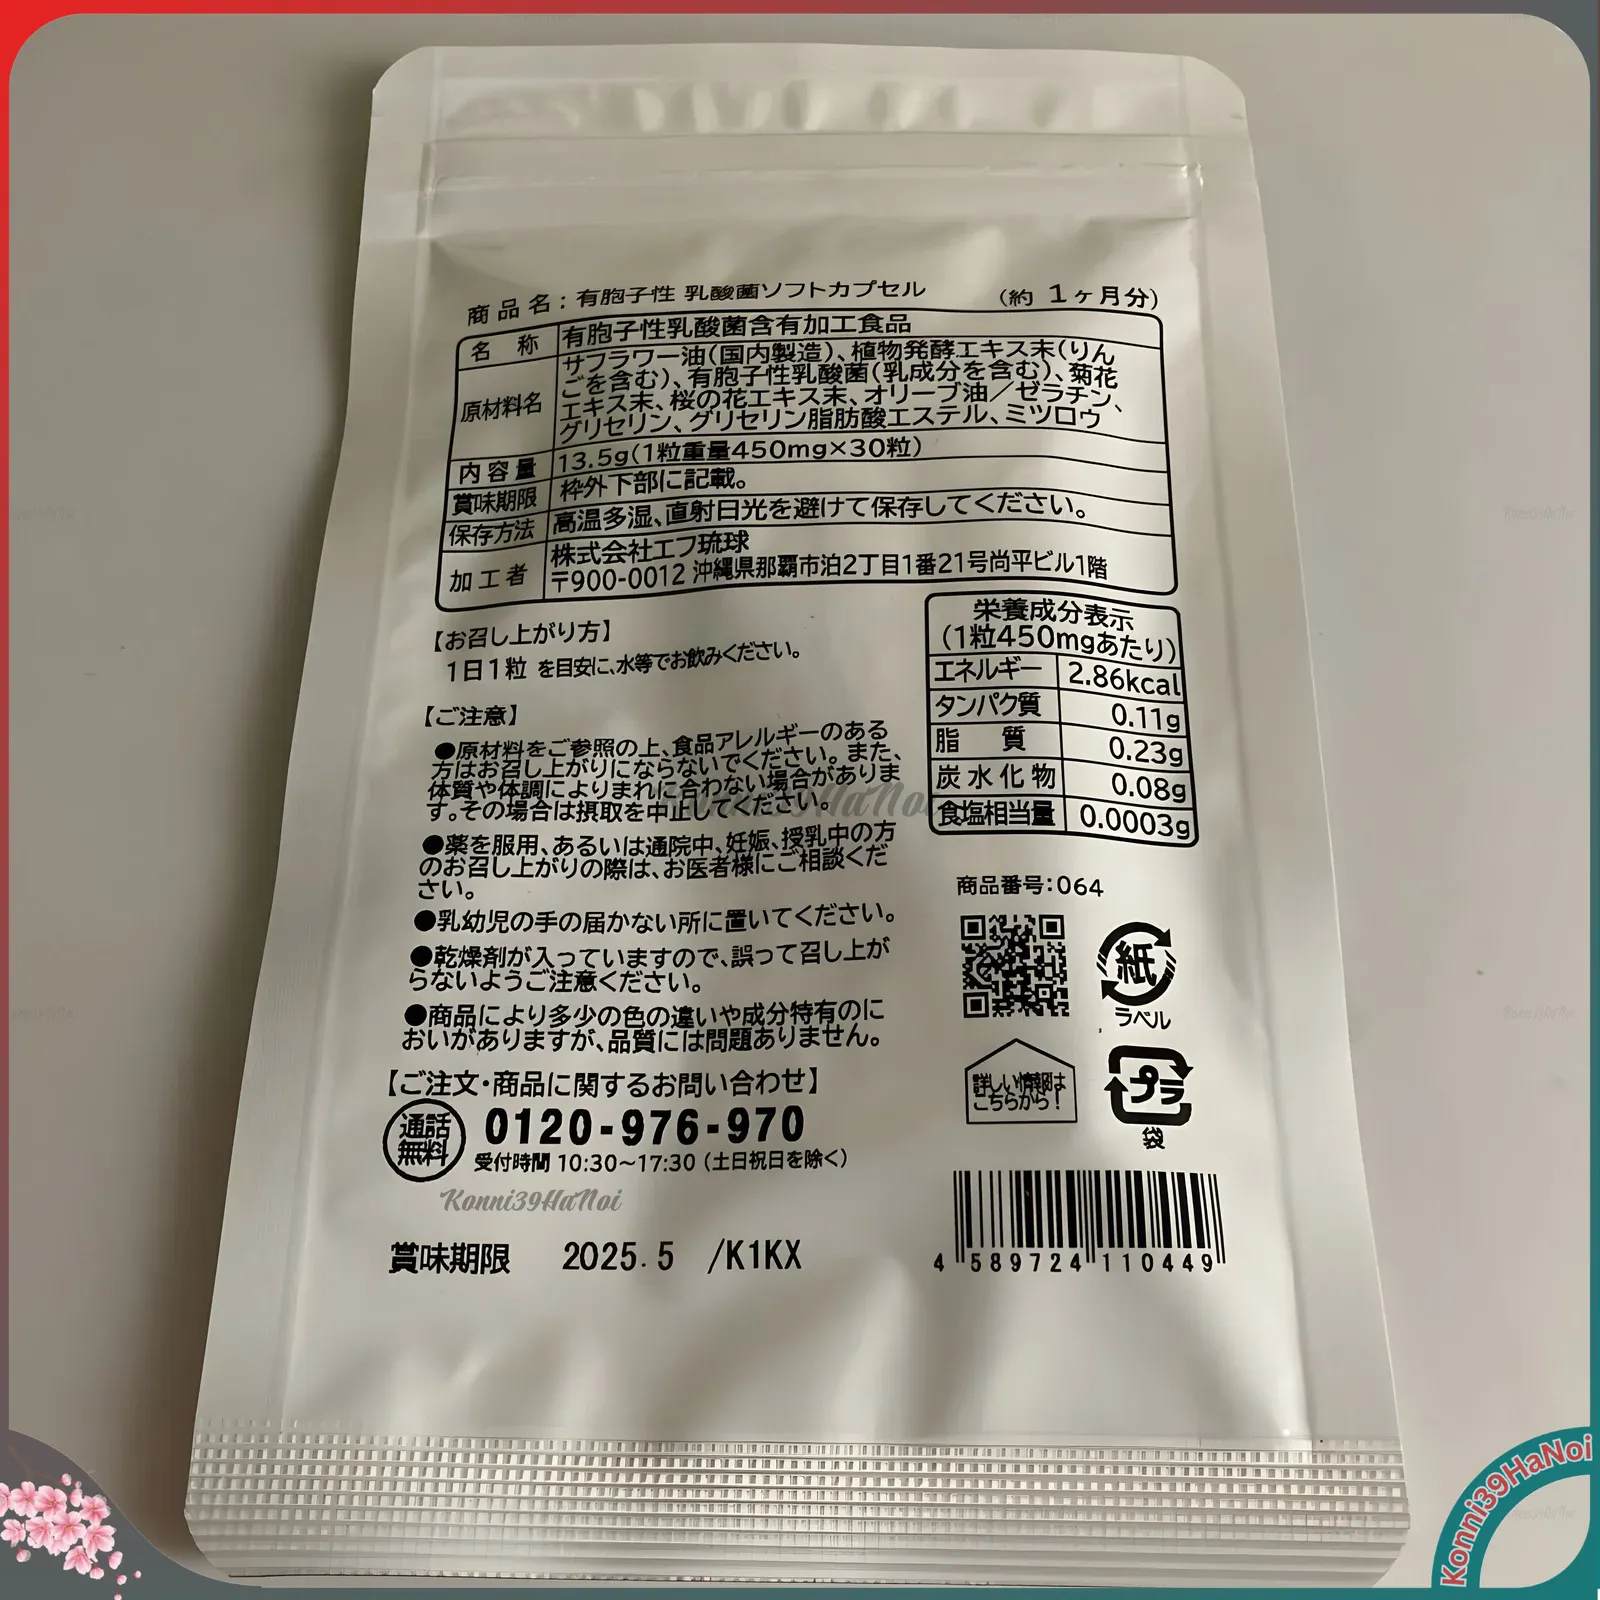 商品名：有胞子性 乳酸菌ソフトカプセル （約 1ヶ月分）
名 称 有胞子性乳酸菌含有加工食品
原材料名 サフラワー油（国内製造）、植物発酵エキス末（りん
ごを含む）、有胞子性乳酸菌（乳成分を含む）、菊花
エキス末、桜の花エキス末、オリーブ油／ゼラチン、
グリセリン、グリセリン脂肪酸エステル、ミツロウ
内容量 13.5g（1粒重量450mg×30粒）
賞味期限 枠外下部に記載。
保存方法 高温多湿、直射日光を避けて保存してください。
加工者 株式会社エフ琉球
〒900-0012 沖縄県那覇市泊2丁目1番21号尚平ビル1階
【お召し上がり方】
1日1粒 を目安に、水等でお飲みください。
【ご注意】
●原材料をご参照の上、食品アレルギーのある
方はお召し上がりにならないでください。また、
体質や体調によりまれに合わない場合がありま
す。その場合は摂取を中止してください。
●薬を服用、あるいは通院中、妊娠、授乳中の方
のお召し上がりの際は、お医者様にご相談くだ
さい。
●乳幼児の手の届かない所に置いてください。
●乾燥剤が入っていますので、誤って召し上が
らないようご注意ください。
●商品により多少の色の違いや成分特有のに
おいがありますが、品質には問題ありません。
【ご注文・商品に関するお問い合わせ】
通話
無料
0120-976-970
受付時間 10:30～17:30（土日祝日を除く）
賞味期限 2025.5 /K1KX
栄養成分表示
（1粒450mgあたり）
エネルギー 2.86kcal
タンパク質 0.11g
脂 質 0.23g
炭水化物 0.08g
食塩相当量 0.0003g
商品番号：064
紙
ラベル
詳しい情報は
こちらから！
プラ
袋
4 589724 110449
Konni39HaNoi
Konni39HaNoi
Konni39HaNoi